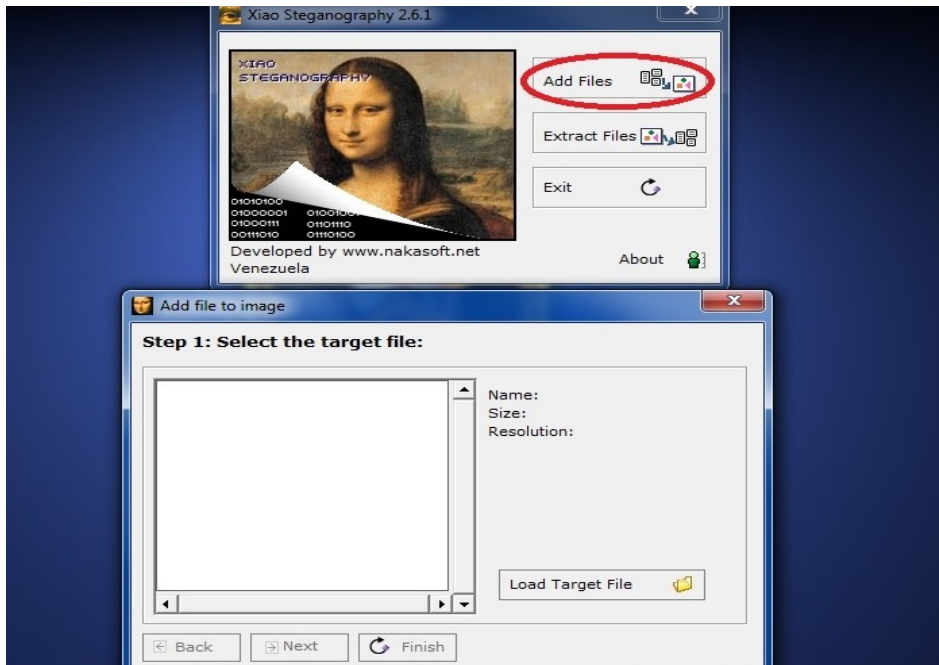 Xiao Steganography 2.6.1
XIAO
STEGANOGRAPHY
01010100
01000001 01001001
01000111 01101110
00111010 01110100
Developed by www.nakasoft.net
Venezuela
Add Files
Extract Files
Exit
About
Add file to image
Step 1: Select the target file:
Name:
Size:
Resolution:
Load Target File
Back
Next
Finish